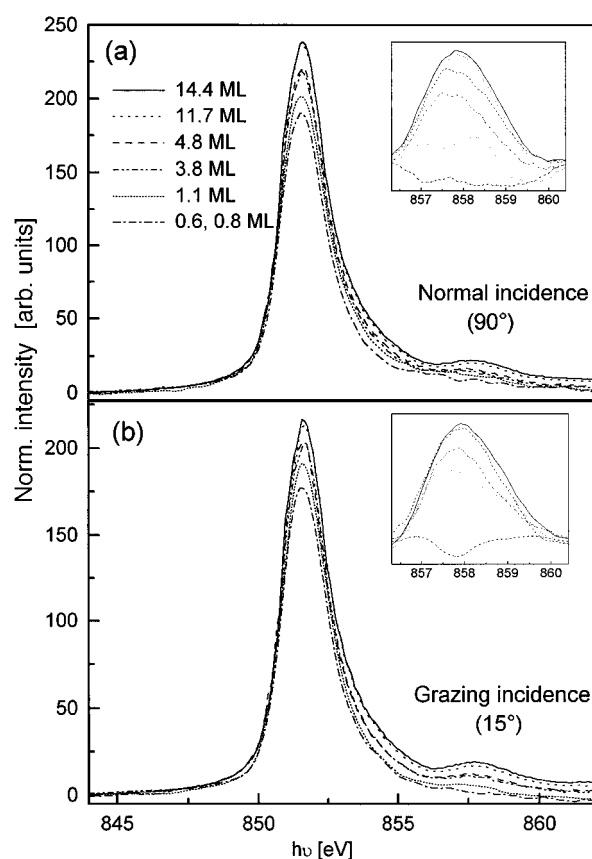 250
(a)
14.4 ML
11.7 ML
4.8 ML
3.8 ML
1.1 ML
0.6, 0.8 ML
200
150
100
50
0
857 858 859 860
Normal incidence
(90°)
Norm. intensity [arb. units]
(b)
200
150
100
50
0
857 858 859 860
Grazing incidence
(15°)
845 850 855 860
hυ [eV]